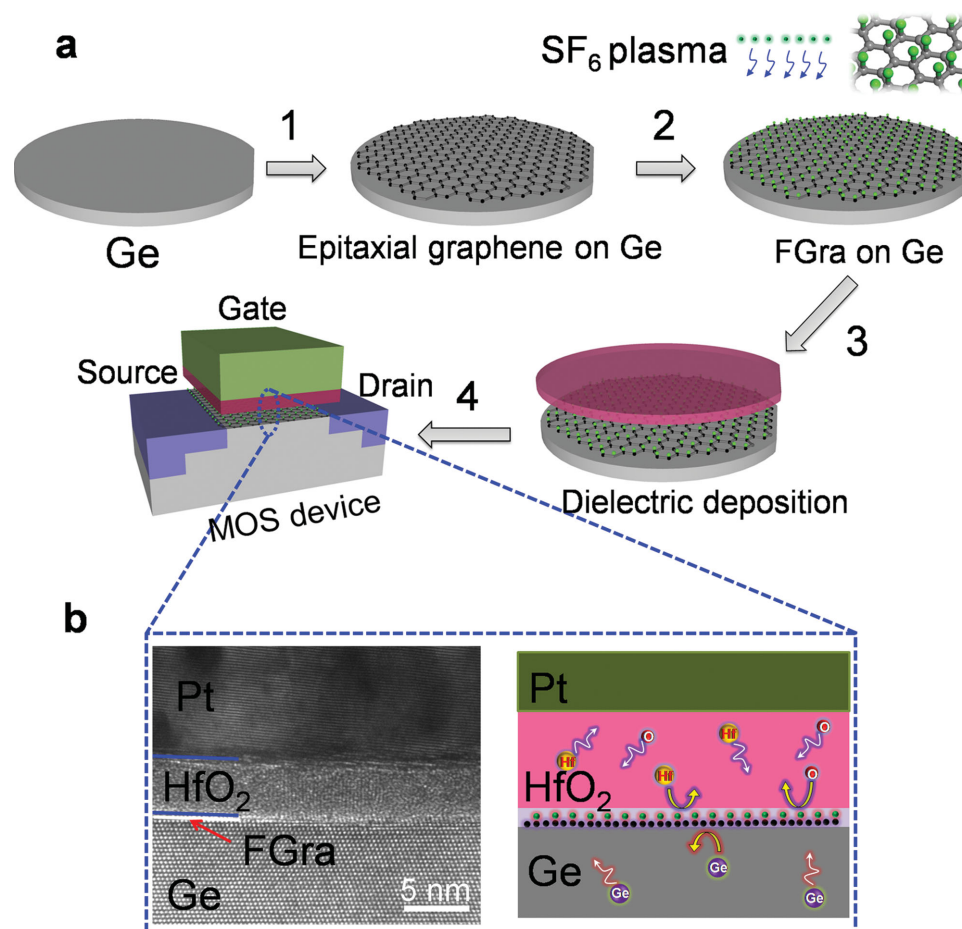 a
SF₆ plasma
1
2
Ge
Epitaxial graphene on Ge
FGra on Ge
Gate
3
Source
Drain
4
MOS device
Dielectric deposition
b
Pt
HfO₂
FGra
Ge
5 nm
Pt
Hf
O
Hf
O
Hf
O
HfO₂
Ge
Ge
Ge
Ge